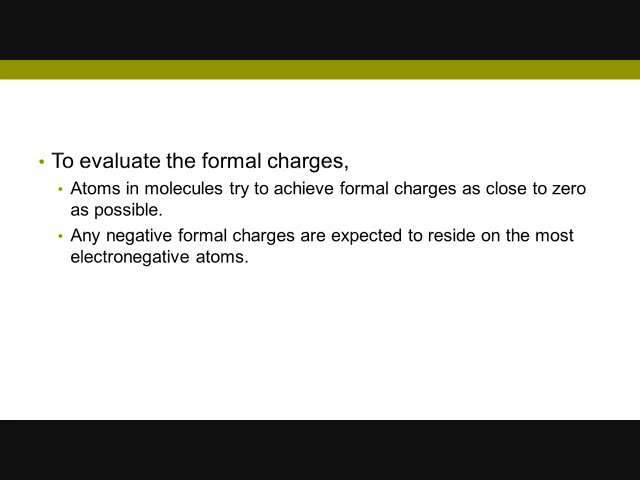 • To evaluate the formal charges,
• Atoms in molecules try to achieve formal charges as close to zero
as possible.
• Any negative formal charges are expected to reside on the most
electronegative atoms.